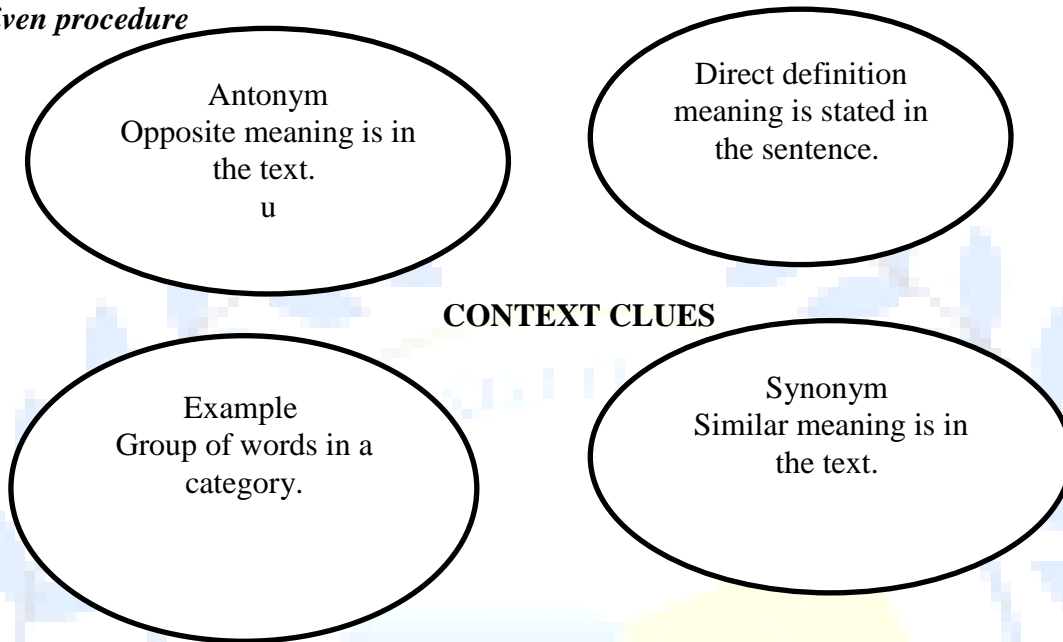 iven procedure
Antonym
Opposite meaning is in
the text.
u
Direct definition
meaning is stated in
the sentence.
CONTEXT CLUES
Example
Group of words in a
category.
Synonym
Similar meaning is in
the text.